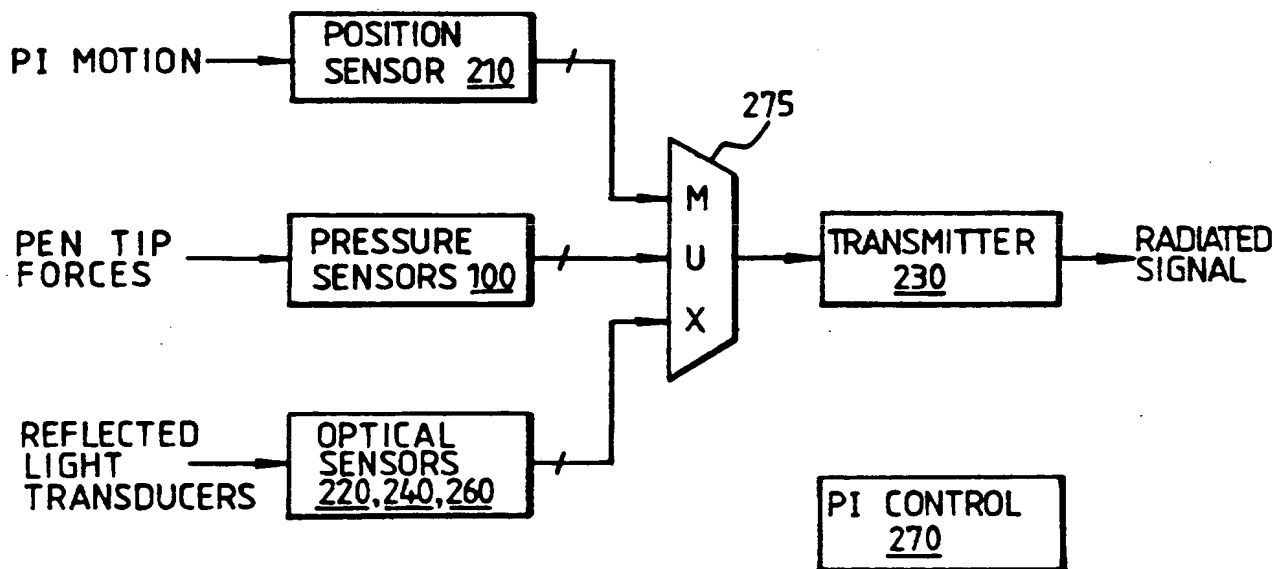 PI MOTION
POSITION
SENSOR 210
275
PEN TIP
FORCES
PRESSURE
SENSORS 100
M
U
X
TRANSMITTER
230
RADIATED
SIGNAL
REFLECTED
LIGHT
TRANSDUCERS
OPTICAL
SENSORS
220, 240, 260
PI CONTROL
270